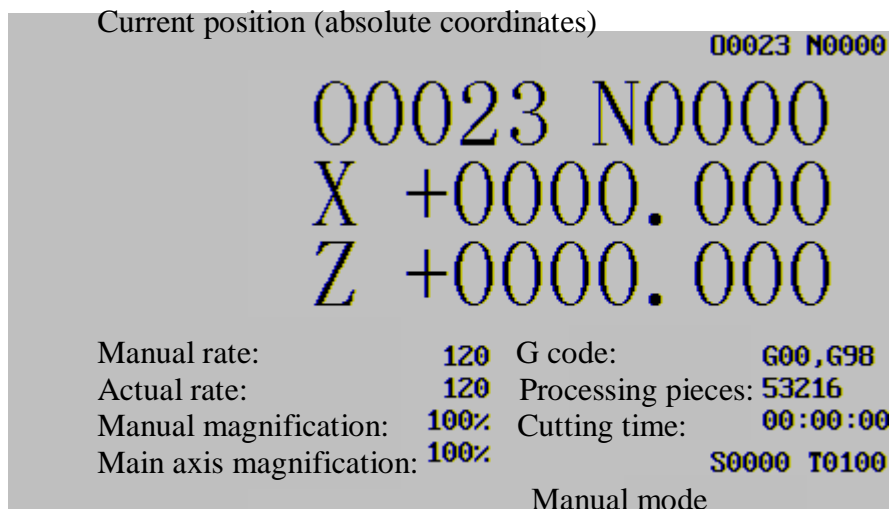 Current position (absolute coordinates)
O0023 N0000
O0023 N0000
X +0000.000
Z +0000.000
Manual rate: 120 G code: G00,G98
Actual rate: 120 Processing pieces: 53216
Manual magnification: 100% Cutting time: 00:00:00
Main axis magnification: 100% S0000 T0100
Manual mode